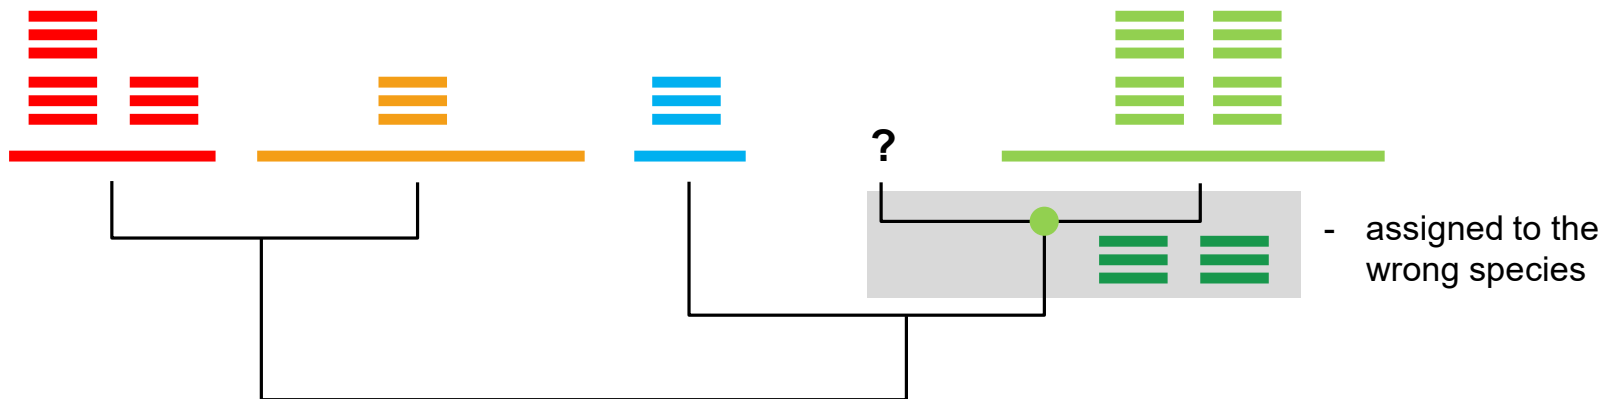 ?
- assigned to the
wrong species